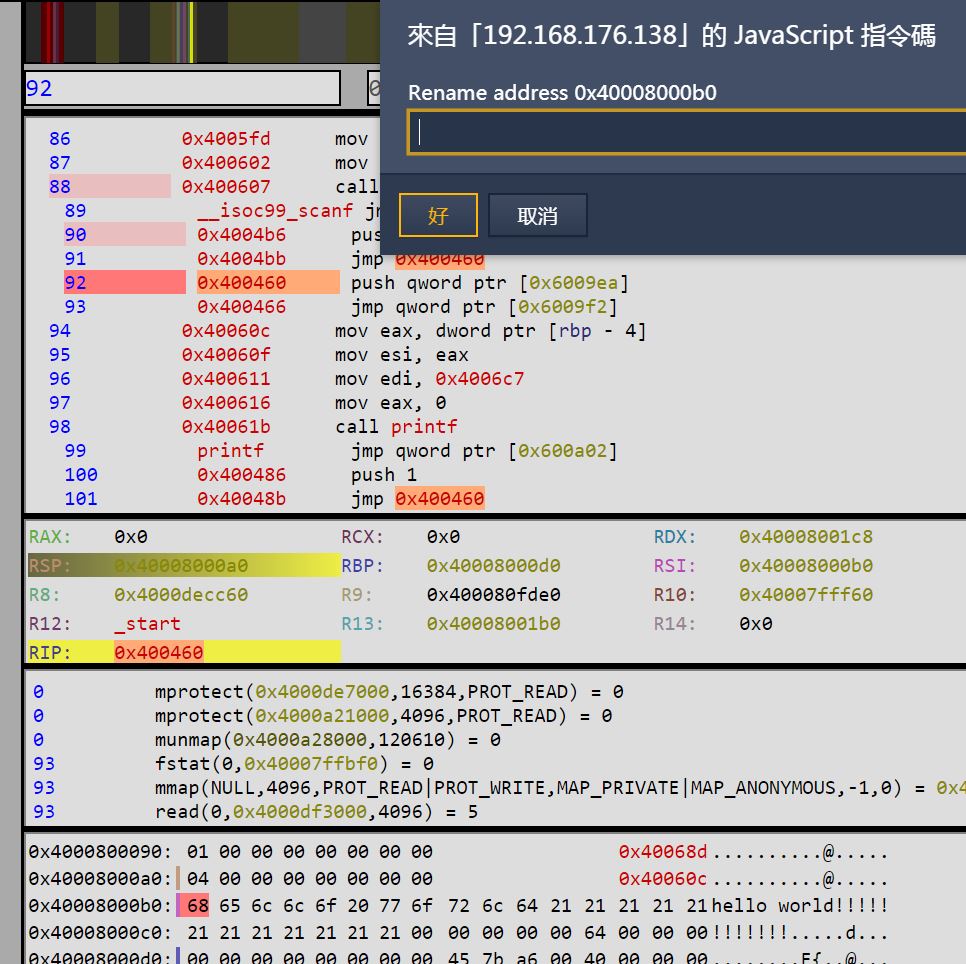 來自「192.168.176.138」的 JavaScript 指令碼
Rename address 0x40008000b0
好 取消
92
86 0x4005fd mov
87 0x400602 mov
88 0x400607 call
89 __isoc99_scanf
90 0x4004b6
91 0x4004bb jmp 0x400460
92 0x400460 push qword ptr [0x6009ea]
93 0x400466 jmp qword ptr [0x6009f2]
94 0x40060c mov eax, dword ptr [rbp - 4]
95 0x40060f mov esi, eax
96 0x400611 mov edi, 0x4006c7
97 0x400616 mov eax, 0
98 0x40061b call printf
99 printf jmp qword ptr [0x600a02]
100 0x400486 push 1
101 0x40048b jmp 0x400460
RAX: 0x0 RCX: 0x0 RDX: 0x40008001c8
RSP: 0x40008000a0 RBP: 0x40008000d0 RSI: 0x40008000b0
R8: 0x4000decc60 R9: 0x400080fde0 R10: 0x40007fff60
R12: _start R13: 0x40008001b0 R14: 0x0
RIP: 0x400460
0 mprotect(0x4000de7000,16384,PROT_READ) = 0
0 mprotect(0x4000a21000,4096,PROT_READ) = 0
0 munmap(0x4000a28000,120610) = 0
93 fstat(0,0x40007ffbf0) = 0
93 mmap(NULL,4096,PROT_READ|PROT_WRITE,MAP_PRIVATE|MAP_ANONYMOUS,-1,0) = 0x4
93 read(0,0x4000df3000,4096) = 5
0x4000800090: 01 00 00 00 00 00 00 00 0x40068d ..........@.....
0x40008000a0: 04 00 00 00 00 00 00 00 0x40060c ..........@.....
0x40008000b0: 68 65 6c 6c 6f 20 77 6f 72 6c 64 21 21 21 21 21 hello world!!!!!
0x40008000c0: 21 21 21 21 21 21 21 00 00 00 00 00 64 00 00 00 !!!!!!!.....d...
0x40008000d0: 00 00 00 00 00 00 00 00 45 7b a6 00 40 00 00 00 ........E{..@...